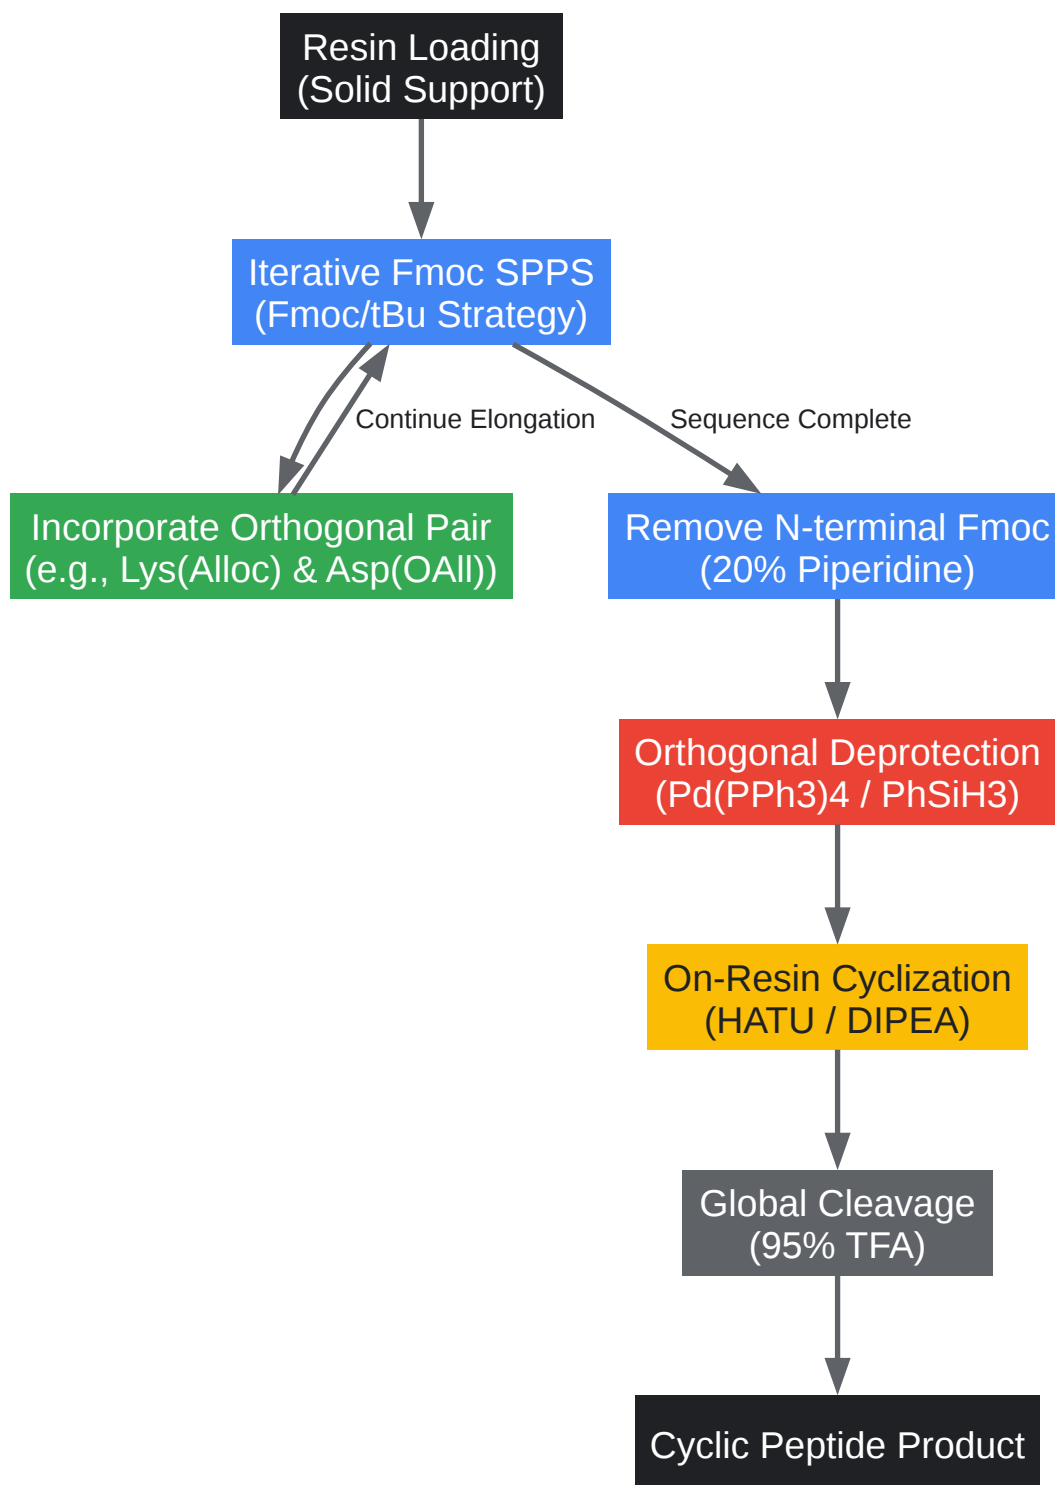 Resin Loading
(Solid Support)
Iterative Fmoc SPPS
(Fmoc/tBu Strategy)
Continue Elongation
Sequence Complete
Incorporate Orthogonal Pair
(e.g., Lys(Alloc) & Asp(OAll))
Remove N-terminal Fmoc
(20% Piperidine)
Orthogonal Deprotection
(Pd(PPh3)4 / PhSiH3)
On-Resin Cyclization
(HATU / DIPEA)
Global Cleavage
(95% TFA)
Cyclic Peptide Product